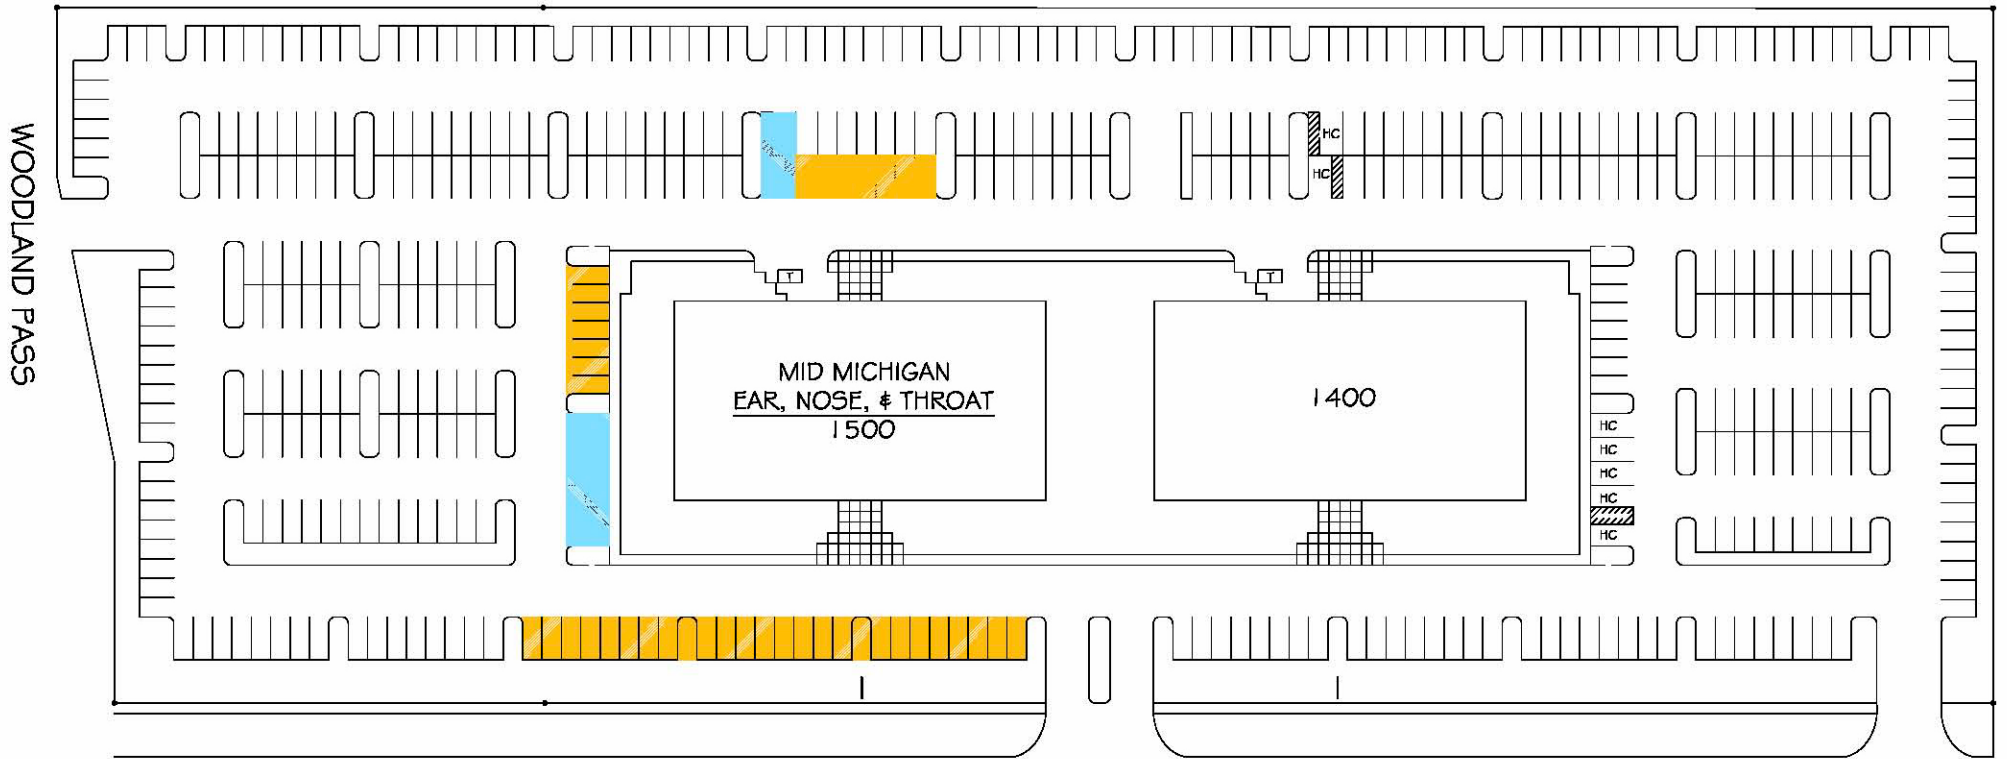 WOODLAND PASS
HC
HC
T
T
MID MICHIGAN
EAR, NOSE, & THROAT
1500
1400
HC
HC
HC
HC
HC